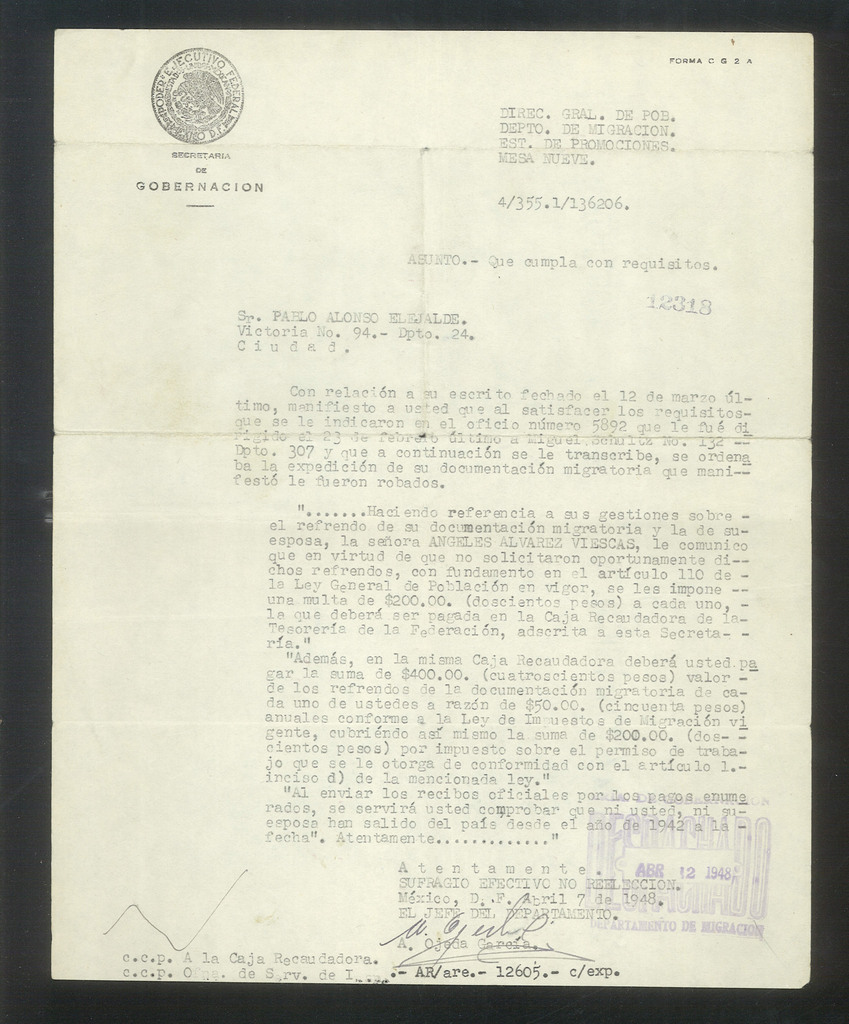 FORMA C G 2 A
PODER EJECUTIVO FEDERAL
MEXICO D.F.
SECRETARIA
DE
GOBERNACION
DIREC. GRAL. DE POB.
DEPTO. DE MIGRACION.
EST. DE PROMOCIONES.
MESA NUEVE.
4/355.1/136206.
ASUNTO.- Que cumpla con requisitos.
12318
Sr. PABLO ALONSO ELEJALDE.
Victoria No. 94.- Dpto. 24.
C i u d a d .
Con relación a su escrito fechado el 12 de marzo úl-
timo, manifiesto a usted que al satisfacer los requisitos-
que se le indicaron en el oficio número 5892 que le fué di
rigido el 23 de febrero último a Miguel Schultz No. 132 --
Dpto. 307 y que a continuación se le transcribe, se ordena
ba la expedición de su documentación migratoria que mani--
festó le fueron robados.
".......Haciendo referencia a sus gestiones sobre -
el refrendo de su documentación migratoria y la de su-
esposa, la señora ANGELES ALVAREZ VIESCAS, le comunico
que en virtud de que no solicitaron oportunamente di--
chos refrendos, con fundamento en el artículo 110 de -
la Ley General de Población en vigor, se les impone --
una multa de $200.00. (doscientos pesos) a cada uno, -
la que deberá ser pagada en la Caja Recaudadora de la-
Tesorería de la Federación, adscrita a esta Secreta--
ría."
"Además, en la misma Caja Recaudadora deberá usted pa
gar la suma de $400.00. (cuatroscientos pesos) valor -
de los refrendos de la documentación migratoria de ca-
da uno de ustedes a razón de $50.00. (cincuenta pesos)
anuales conforme a la Ley de Impuestos de Migración vi
gente, cubriéndo así mismo la suma de $200.00. (dos--
cientos pesos) por impuesto sobre el permiso de traba-
jo que se le otorga de conformidad con el artículo 1.-
inciso d) de la mencionada ley."
"Al enviar los recibos oficiales por los pagos enume
rados, se servirá usted comprobar que ni usted, ni su-
esposa han salido del país desde el año de 1942 a la -
fecha". Atentamente............."
DESPACHADO
ABR 12 1948
DEPARTAMENTO DE MIGRACION
A t e n t a m e n t e .
SUFRAGIO EFECTIVO NO REELECCION.
México, D. F. Abril 7 de 1948.
EL JEFE DEL DEPARTAMENTO.
A. Ojeda García.
c.c.p. A la Caja Recaudadora.
c.c.p. de Serv. de .- AR/are.- 12605.- c/exp.